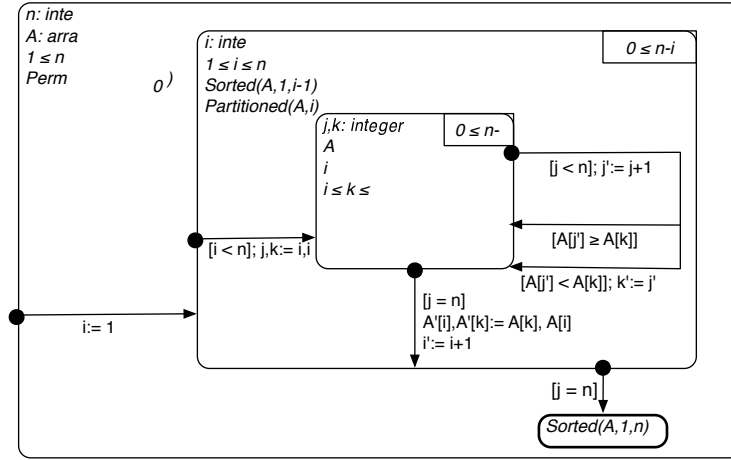 n: inte
A: arra
1 ≤ n
Perm 0 )
i: inte
1 ≤ i ≤ n
Sorted(A,1,i-1)
Partitioned(A,i)
0 ≤ n-i
j,k: integer
A
i
i ≤ k ≤
0 ≤ n-
[j < n]; j':= j+1
[A[j'] ≥ A[k]]
[A[j'] < A[k]]; k':= j'
[i < n]; j,k:= i,i
[j = n]
A'[i],A'[k]:= A[k], A[i]
i':= i+1
i:= 1
[j = n]
Sorted(A,1,n)